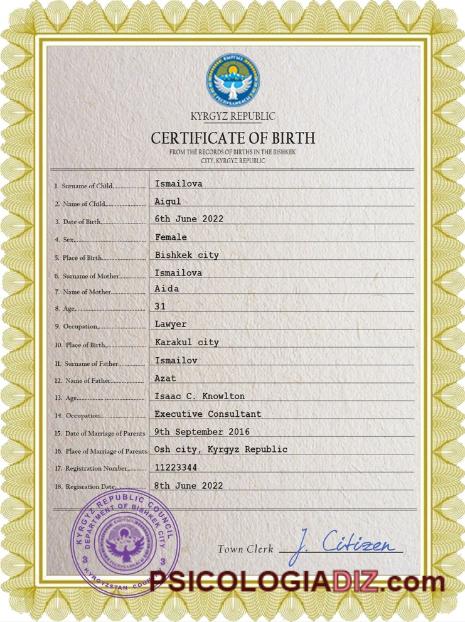 KYRGYZ REPUBLIC
CERTIFICATE OF BIRTH
FROM THE RECORDS OF BIRTHS IN THE BISHKEK
CITY, KYRGYZ REPUBLIC
1. Surname of Child Ismailova
2. Name of Child Aigul
3. Date of Birth 6th June 2022
4. Sex Female
5. Place of Birth Bishkek city
6. Surname of Mother Ismailova
7. Name of Mother Aida
8. Age 31
9. Occupation Lawyer
10. Place of Birth Karakul city
11. Surname of Father Ismailov
12. Name of Father Azat
13. Age Isaac C. Knowlton
14. Occupation Executive Consultant
15. Date of Marriage of Parents 9th September 2016
16. Place of Marriage of Parents Osh city, Kyrgyz Republic
17. Registration Number 11223344
18. Regisration Date 8th June 2022
KYRGYZ REPUBLIC COUNCIL
DEPARTMENT OF BISHKEK CITY
KYRGYZSTAN
Town Clerk J. Citizen
PSICOLOGIADIZ.com